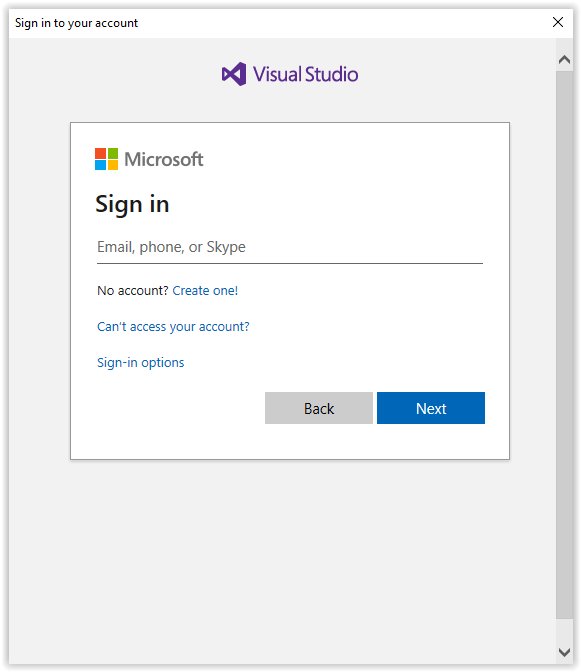 Sign in to your account
Visual Studio
Microsoft
Sign in
Email, phone, or Skype
No account? Create one!
Can't access your account?
Sign-in options
Back Next